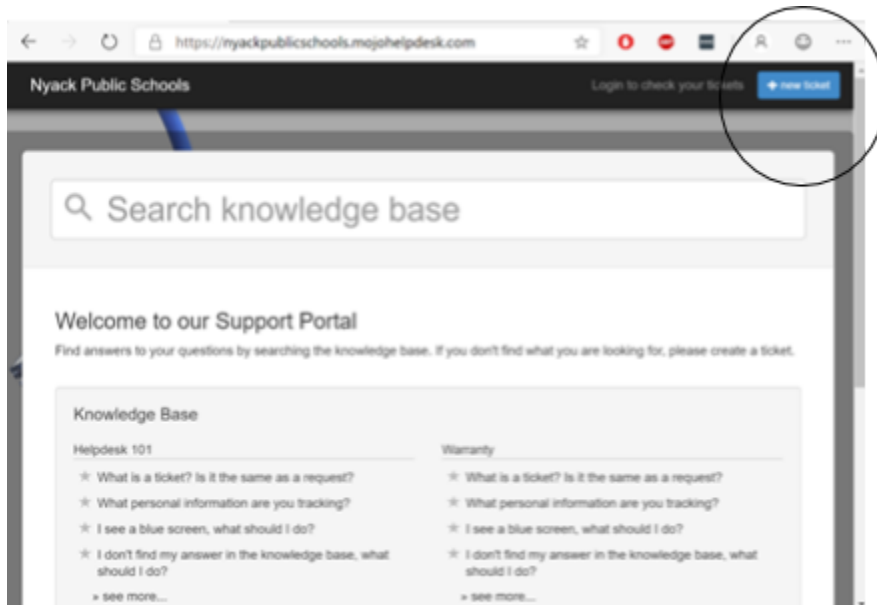 https://nyackpublicschools.mojohelpdesk.com
Nyack Public Schools
Login to check your tickets
+ new ticket
Search knowledge base
Welcome to our Support Portal
Find answers to your questions by searching the knowledge base. If you don't find what you are looking for, please create a ticket.
Knowledge Base
Helpdesk 101
What is a ticket? Is it the same as a request?
What personal information are you tracking?
I see a blue screen, what should I do?
I don't find my answer in the knowledge base, what
should I do?
» see more...
Warranty
What is a ticket? Is it the same as a request?
What personal information are you tracking?
I see a blue screen, what should I do?
I don't find my answer in the knowledge base, what
should I do?
» see more...